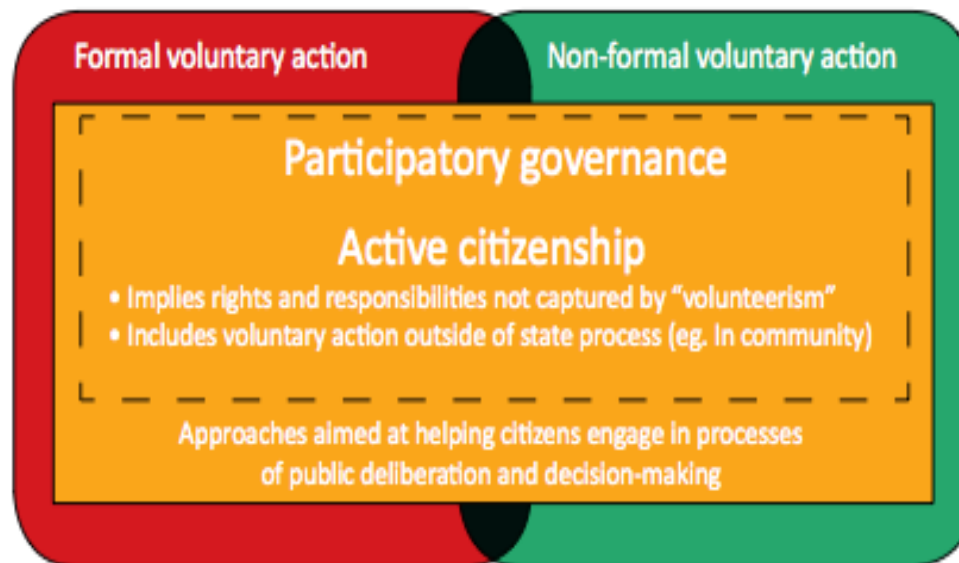 Formal voluntary action
Non-formal voluntary action
Participatory governance
Active citizenship
• Implies rights and responsibilities not captured by “volunteerism”
• Includes voluntary action outside of state process (eg. In community)
Approaches aimed at helping citizens engage in processes
of public deliberation and decision-making